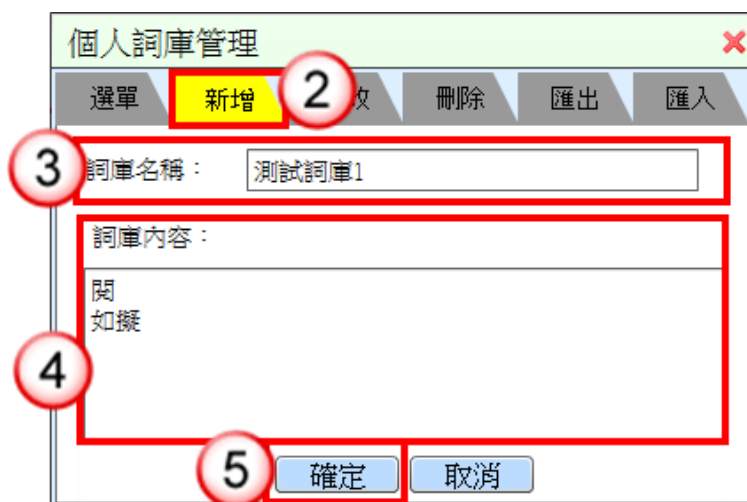 個人詞庫管理
選單 新增 2 改 刪除 匯出 匯入
3 詞庫名稱： 測試詞庫1
詞庫內容：
閱
如擬
4
5 確定 取消